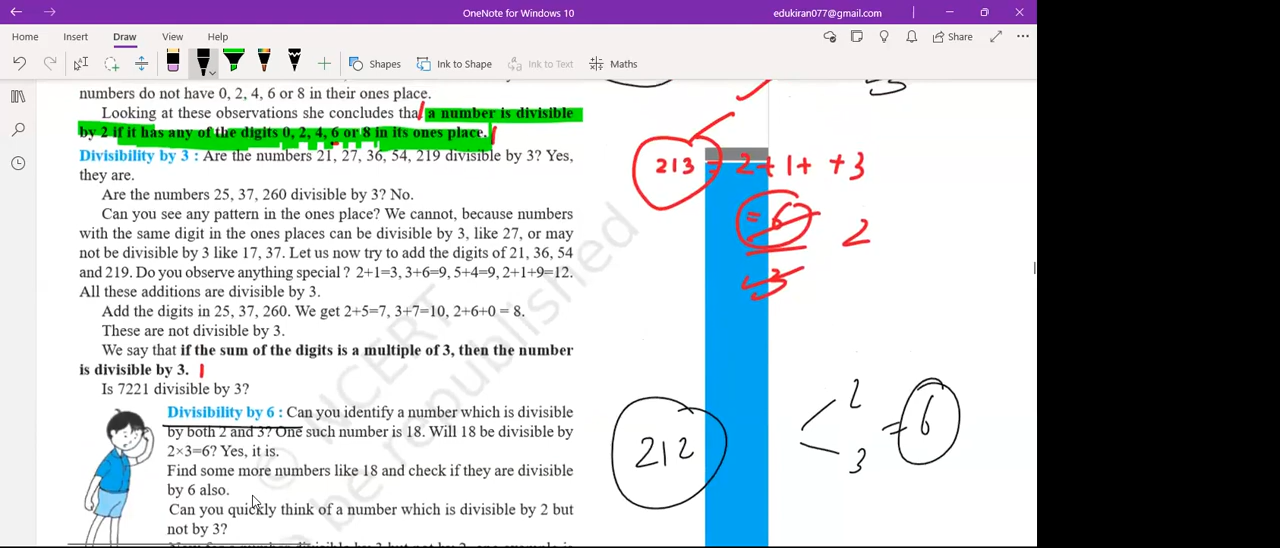 OneNote for Windows 10
edukiran077@gmail.com
Home Insert Draw View Help
Share
Shapes Ink to Shape Ink to Text Maths
numbers do not have 0, 2, 4, 6 or 8 in their ones place.
Looking at these observations she concludes tha a number is divisible
by 2 if it has any of the digits 0, 2, 4, 6 or 8 in its ones place.
Divisibility by 3 : Are the numbers 21, 27, 36, 54, 219 divisible by 3? Yes,
they are.
Are the numbers 25, 37, 260 divisible by 3? No.
Can you see any pattern in the ones place? We cannot, because numbers
with the same digit in the ones places can be divisible by 3, like 27, or may
not be divisible by 3 like 17, 37. Let us now try to add the digits of 21, 36, 54
and 219. Do you observe anything special ? 2+1=3, 3+6=9, 5+4=9, 2+1+9=12.
All these additions are divisible by 3.
Add the digits in 25, 37, 260. We get 2+5=7, 3+7=10, 2+6+0 = 8.
These are not divisible by 3.
We say that if the sum of the digits is a multiple of 3, then the number
is divisible by 3.
Is 7221 divisible by 3?
Divisibility by 6 : Can you identify a number which is divisible
by both 2 and 3? One such number is 18. Will 18 be divisible by
2×3=6? Yes, it is.
Find some more numbers like 18 and check if they are divisible
by 6 also.
Can you quickly think of a number which is divisible by 2 but
not by 3?
213 = 2+1+ +3
= 6 2
3
212
2
3
= 6